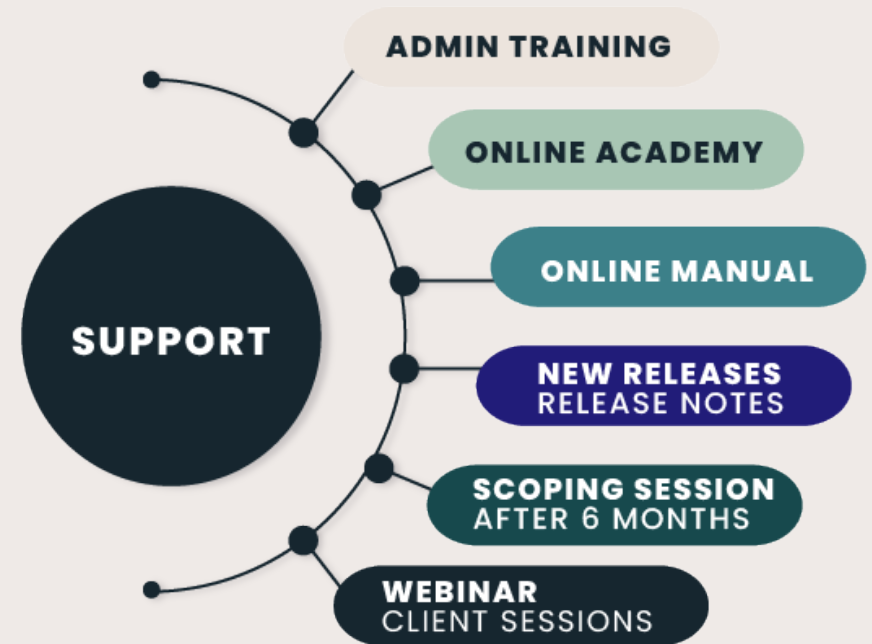 ADMIN TRAINING
ONLINE ACADEMY
ONLINE MANUAL
SUPPORT
NEW RELEASES
RELEASE NOTES
SCOPING SESSION
AFTER 6 MONTHS
WEBINAR
CLIENT SESSIONS